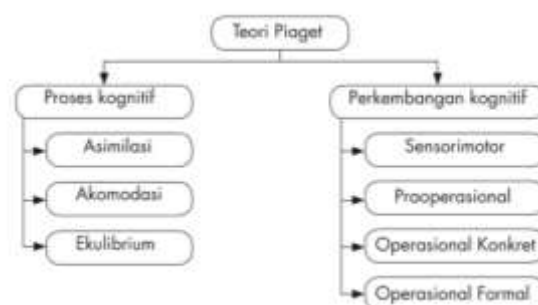 Teori Piaget
Proses kognitif
Asimilasi
Akomodasi
Ekulibrium
Perkembangan kognitif
Sensorimotor
Praoperasional
Operasional Konkret
Operasional Formal